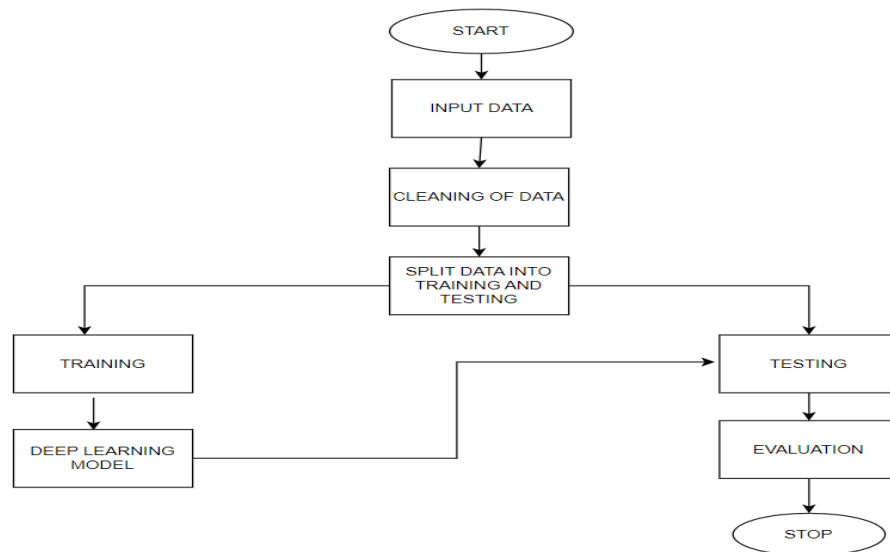 START
INPUT DATA
CLEANING OF DATA
SPLIT DATA INTO
TRAINING AND
TESTING
TRAINING
TESTING
DEEP LEARNING
MODEL
EVALUATION
STOP